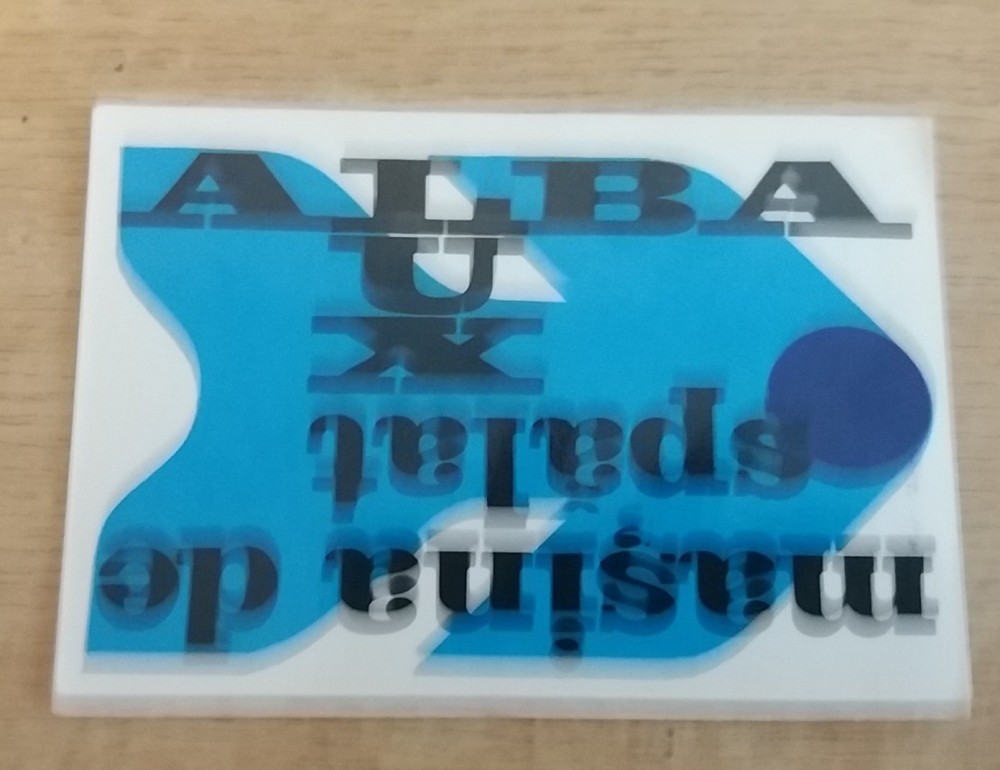 ALBA
LUX
mașina de
spălat